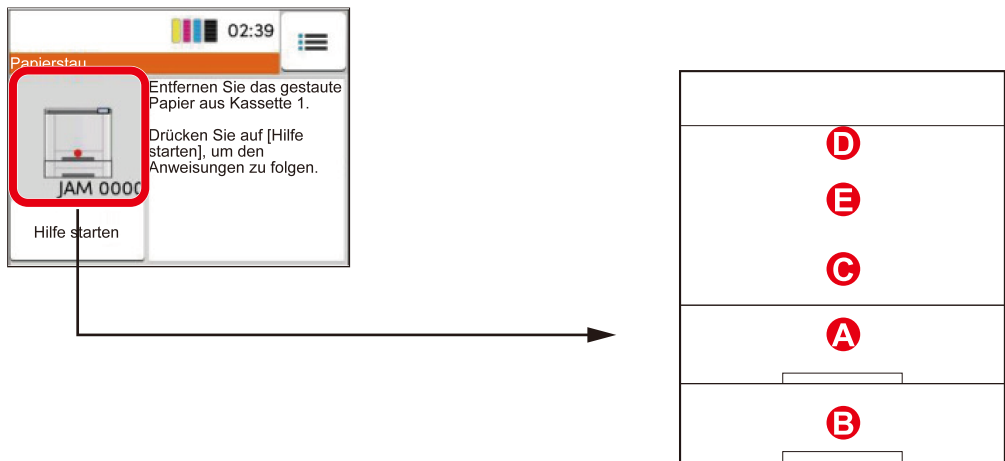 02:39
Papierstau
Entfernen Sie das gestaute
Papier aus Kassette 1.
Drücken Sie auf [Hilfe
starten], um den
Anweisungen zu folgen.
JAM 0000
Hilfe starten
D
E
C
A
B